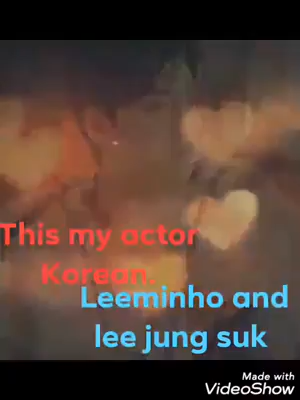 This my actor
Korean.
Leeminho and
lee jung suk
Made with
VideoShow